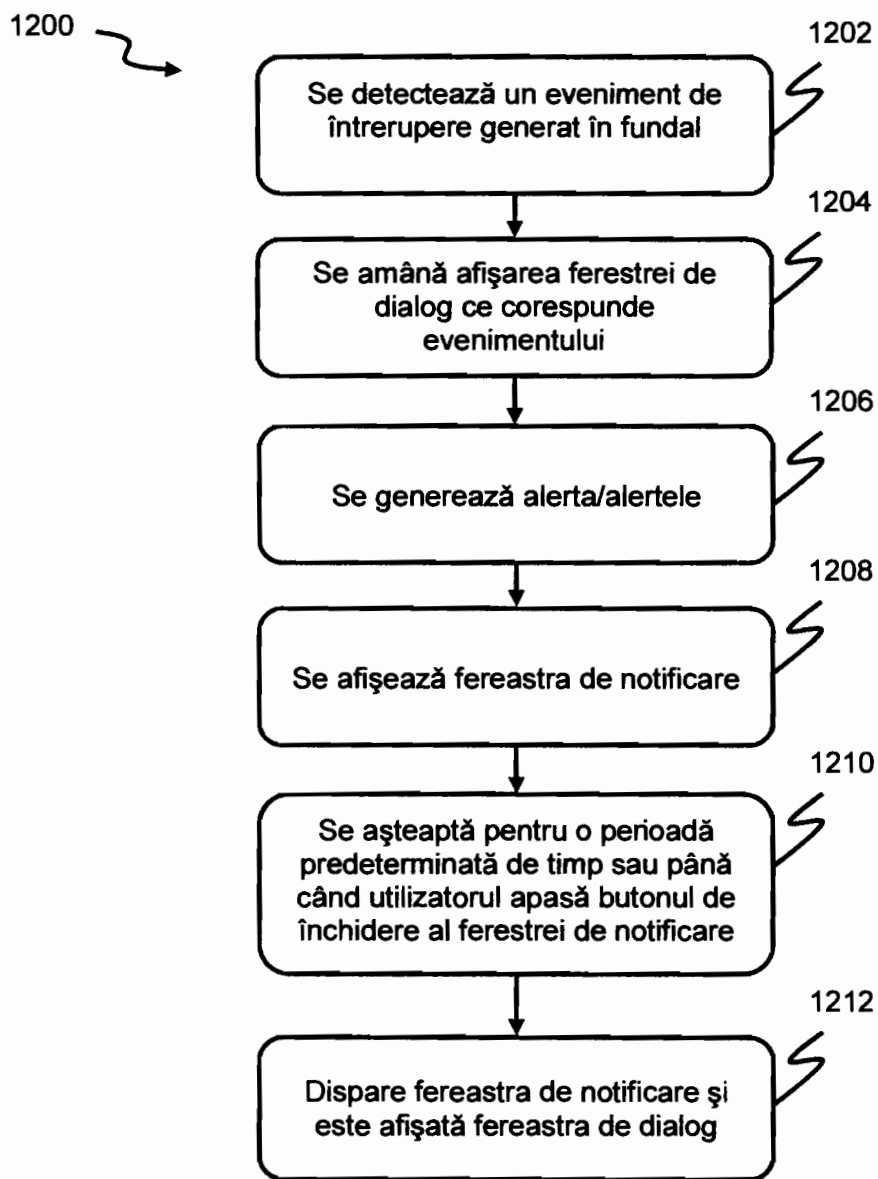 1200
1202
Se detectează un eveniment de
întrerupere generat în fundal
1204
Se amână afişarea ferestrei de
dialog ce corespunde
evenimentului
1206
Se generează alerta/alertele
1208
Se afişează fereastra de notificare
1210
Se aşteaptă pentru o perioadă
predeterminată de timp sau până
când utilizatorul apasă butonul de
închidere al ferestrei de notificare
1212
Dispare fereastra de notificare şi
este afişată fereastra de dialog